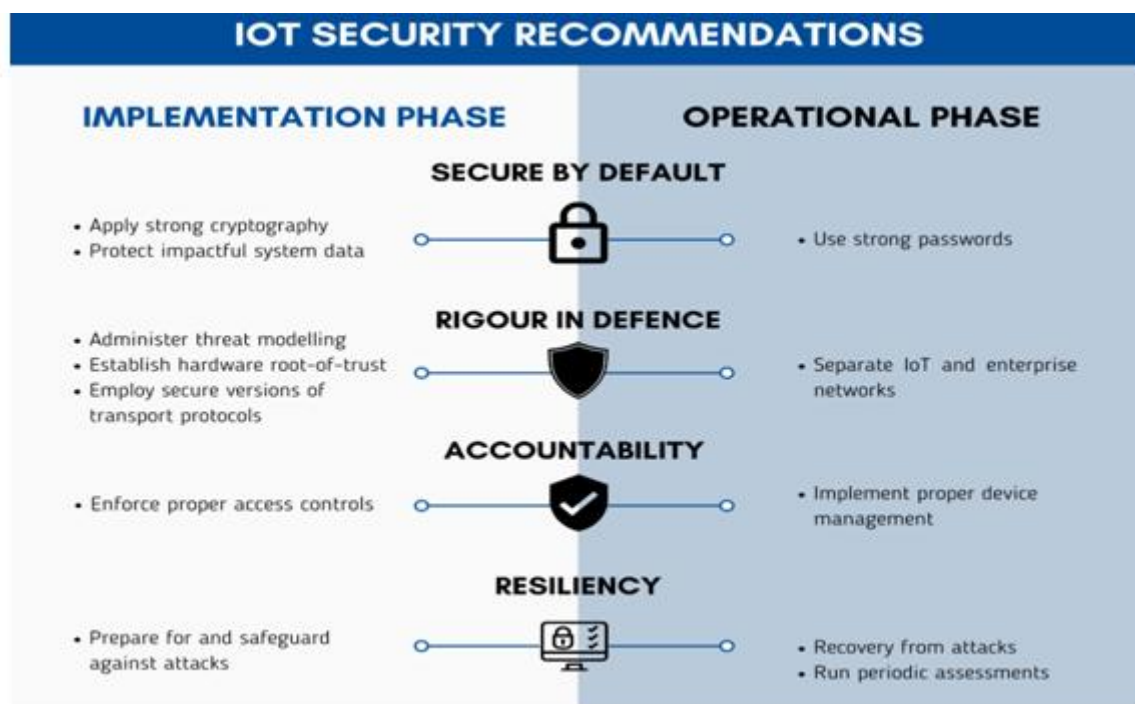 IOT SECURITY RECOMMENDATIONS
IMPLEMENTATION PHASE
OPERATIONAL PHASE
SECURE BY DEFAULT
• Apply strong cryptography
• Protect impactful system data
• Use strong passwords
RIGOUR IN DEFENCE
• Administer threat modelling
• Establish hardware root-of-trust
• Employ secure versions of
transport protocols
• Separate IoT and enterprise
networks
ACCOUNTABILITY
• Enforce proper access controls
• Implement proper device
management
RESILIENCY
• Prepare for and safeguard
against attacks
• Recovery from attacks
• Run periodic assessments